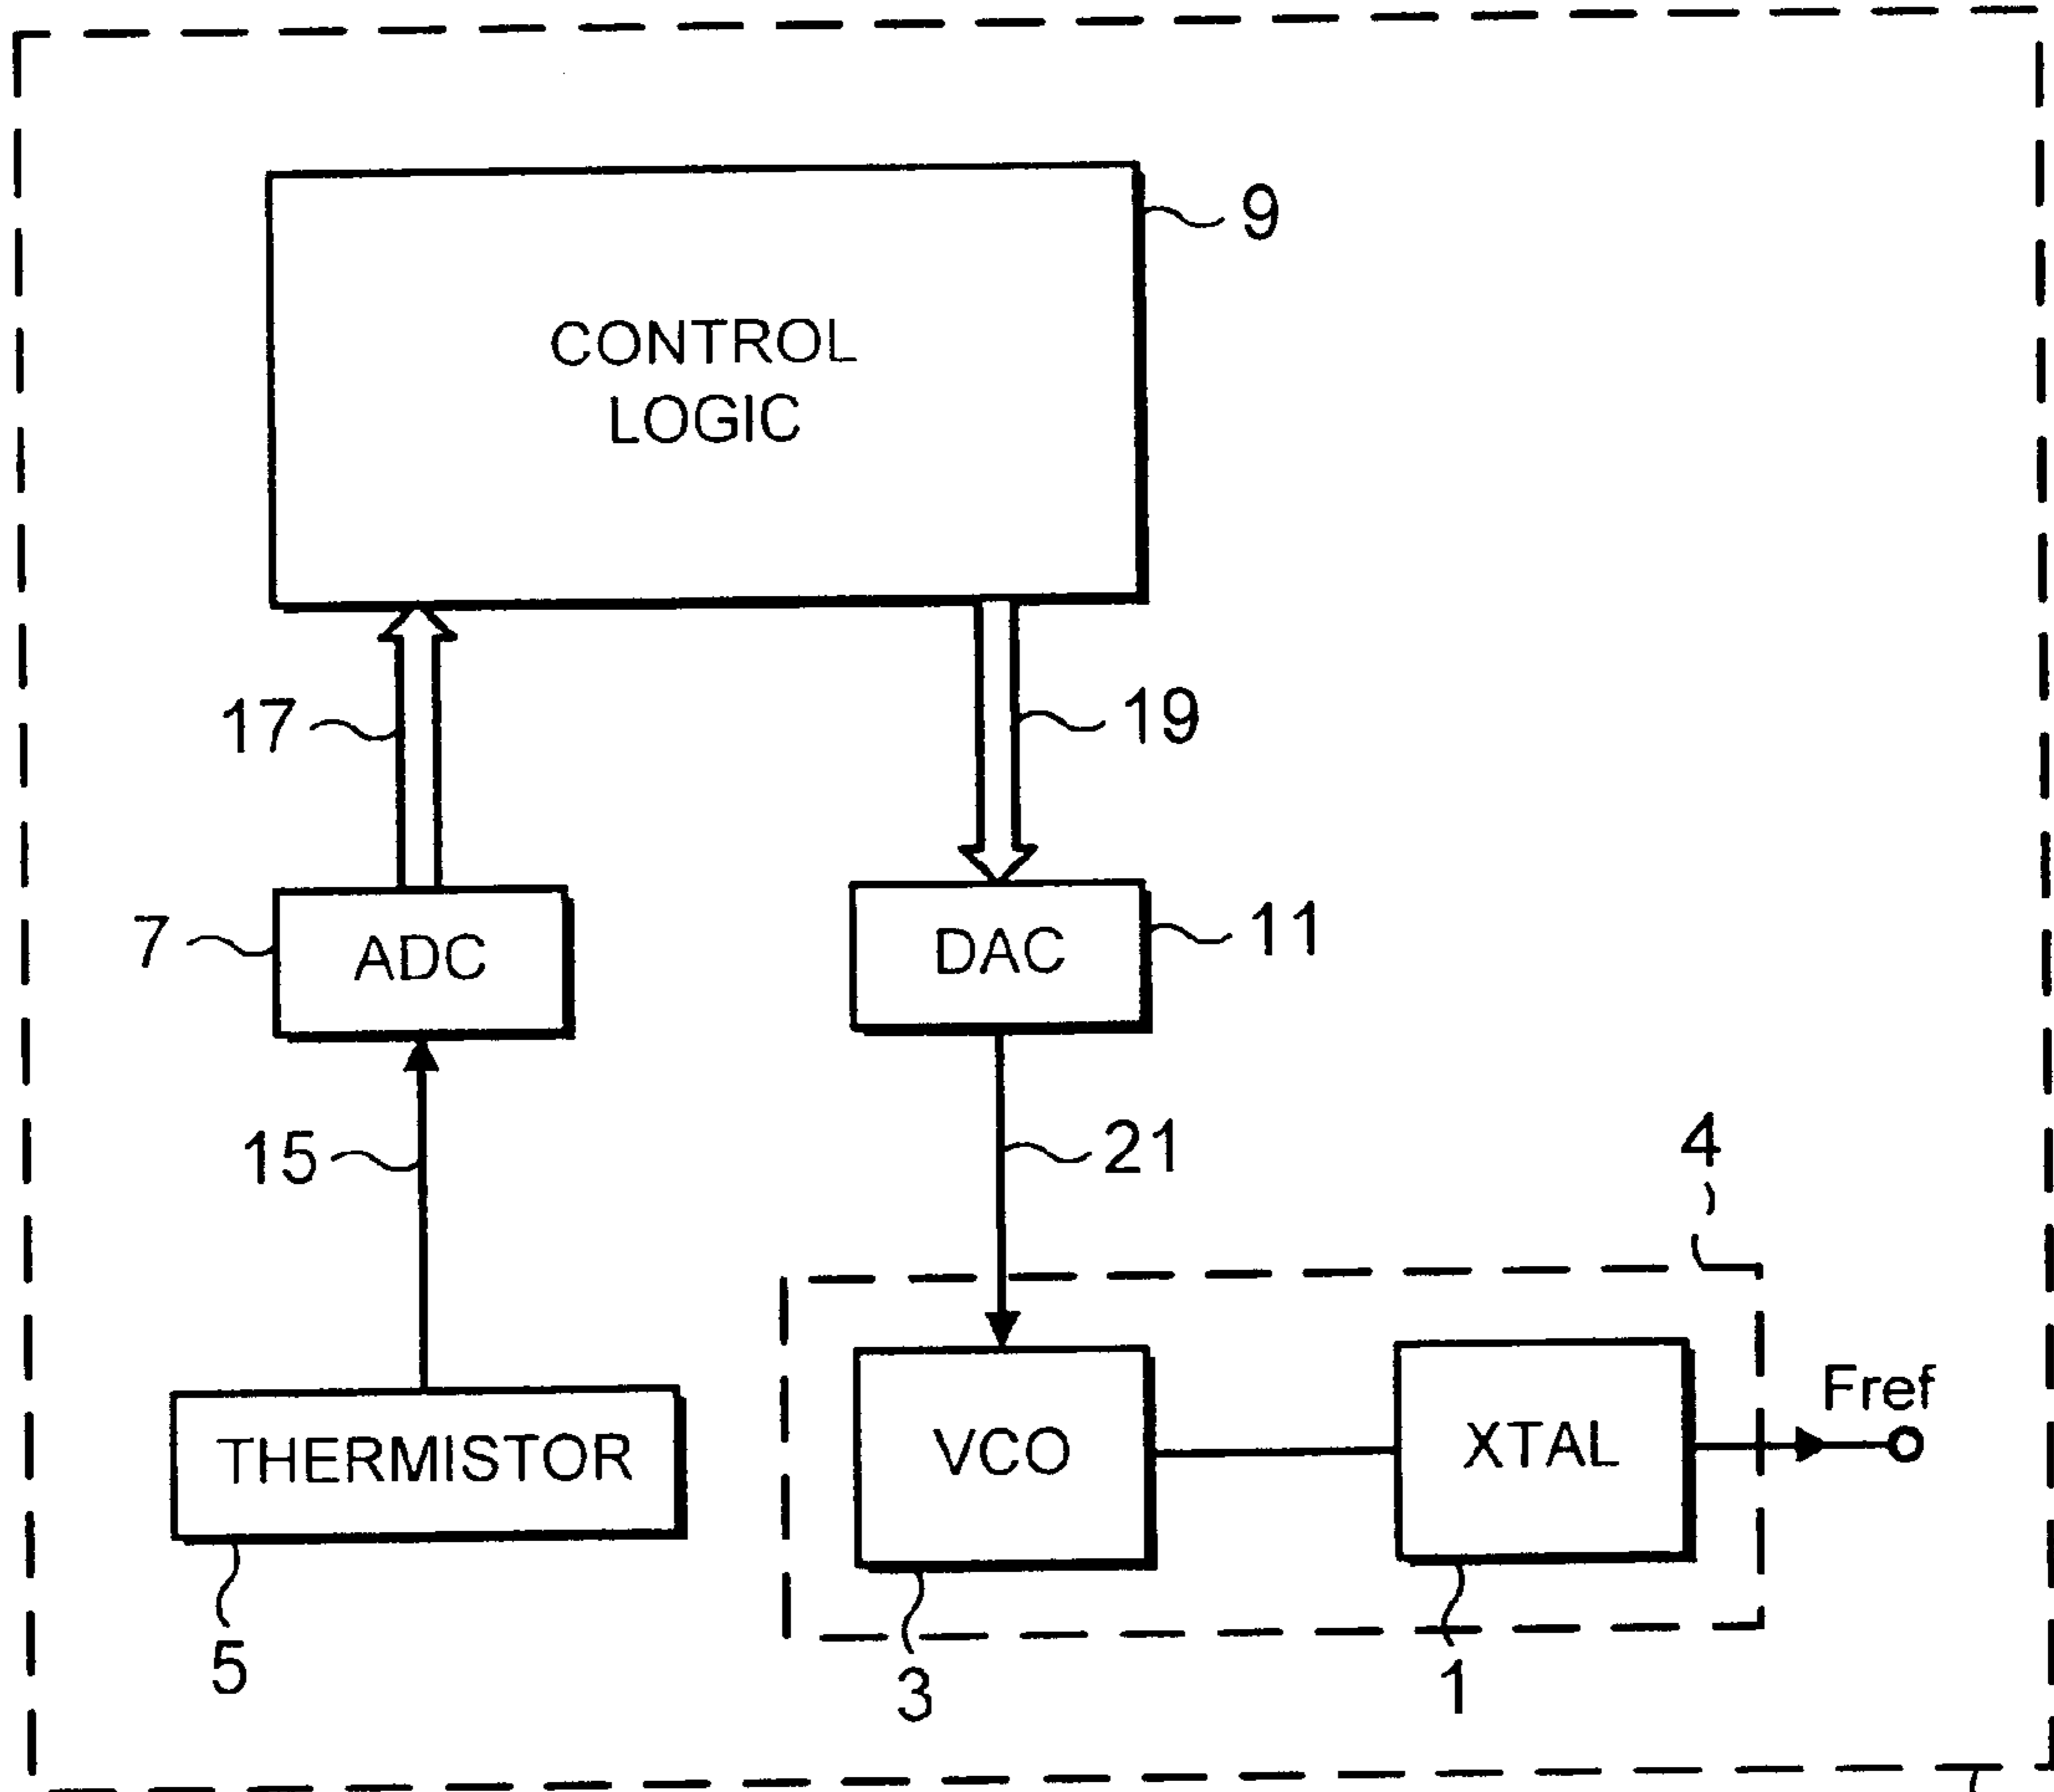 9
CONTROL
LOGIC
17
19
7
ADC
DAC
11
15
21
4
THERMISTOR
VCO
XTAL
Fref
5
3
1